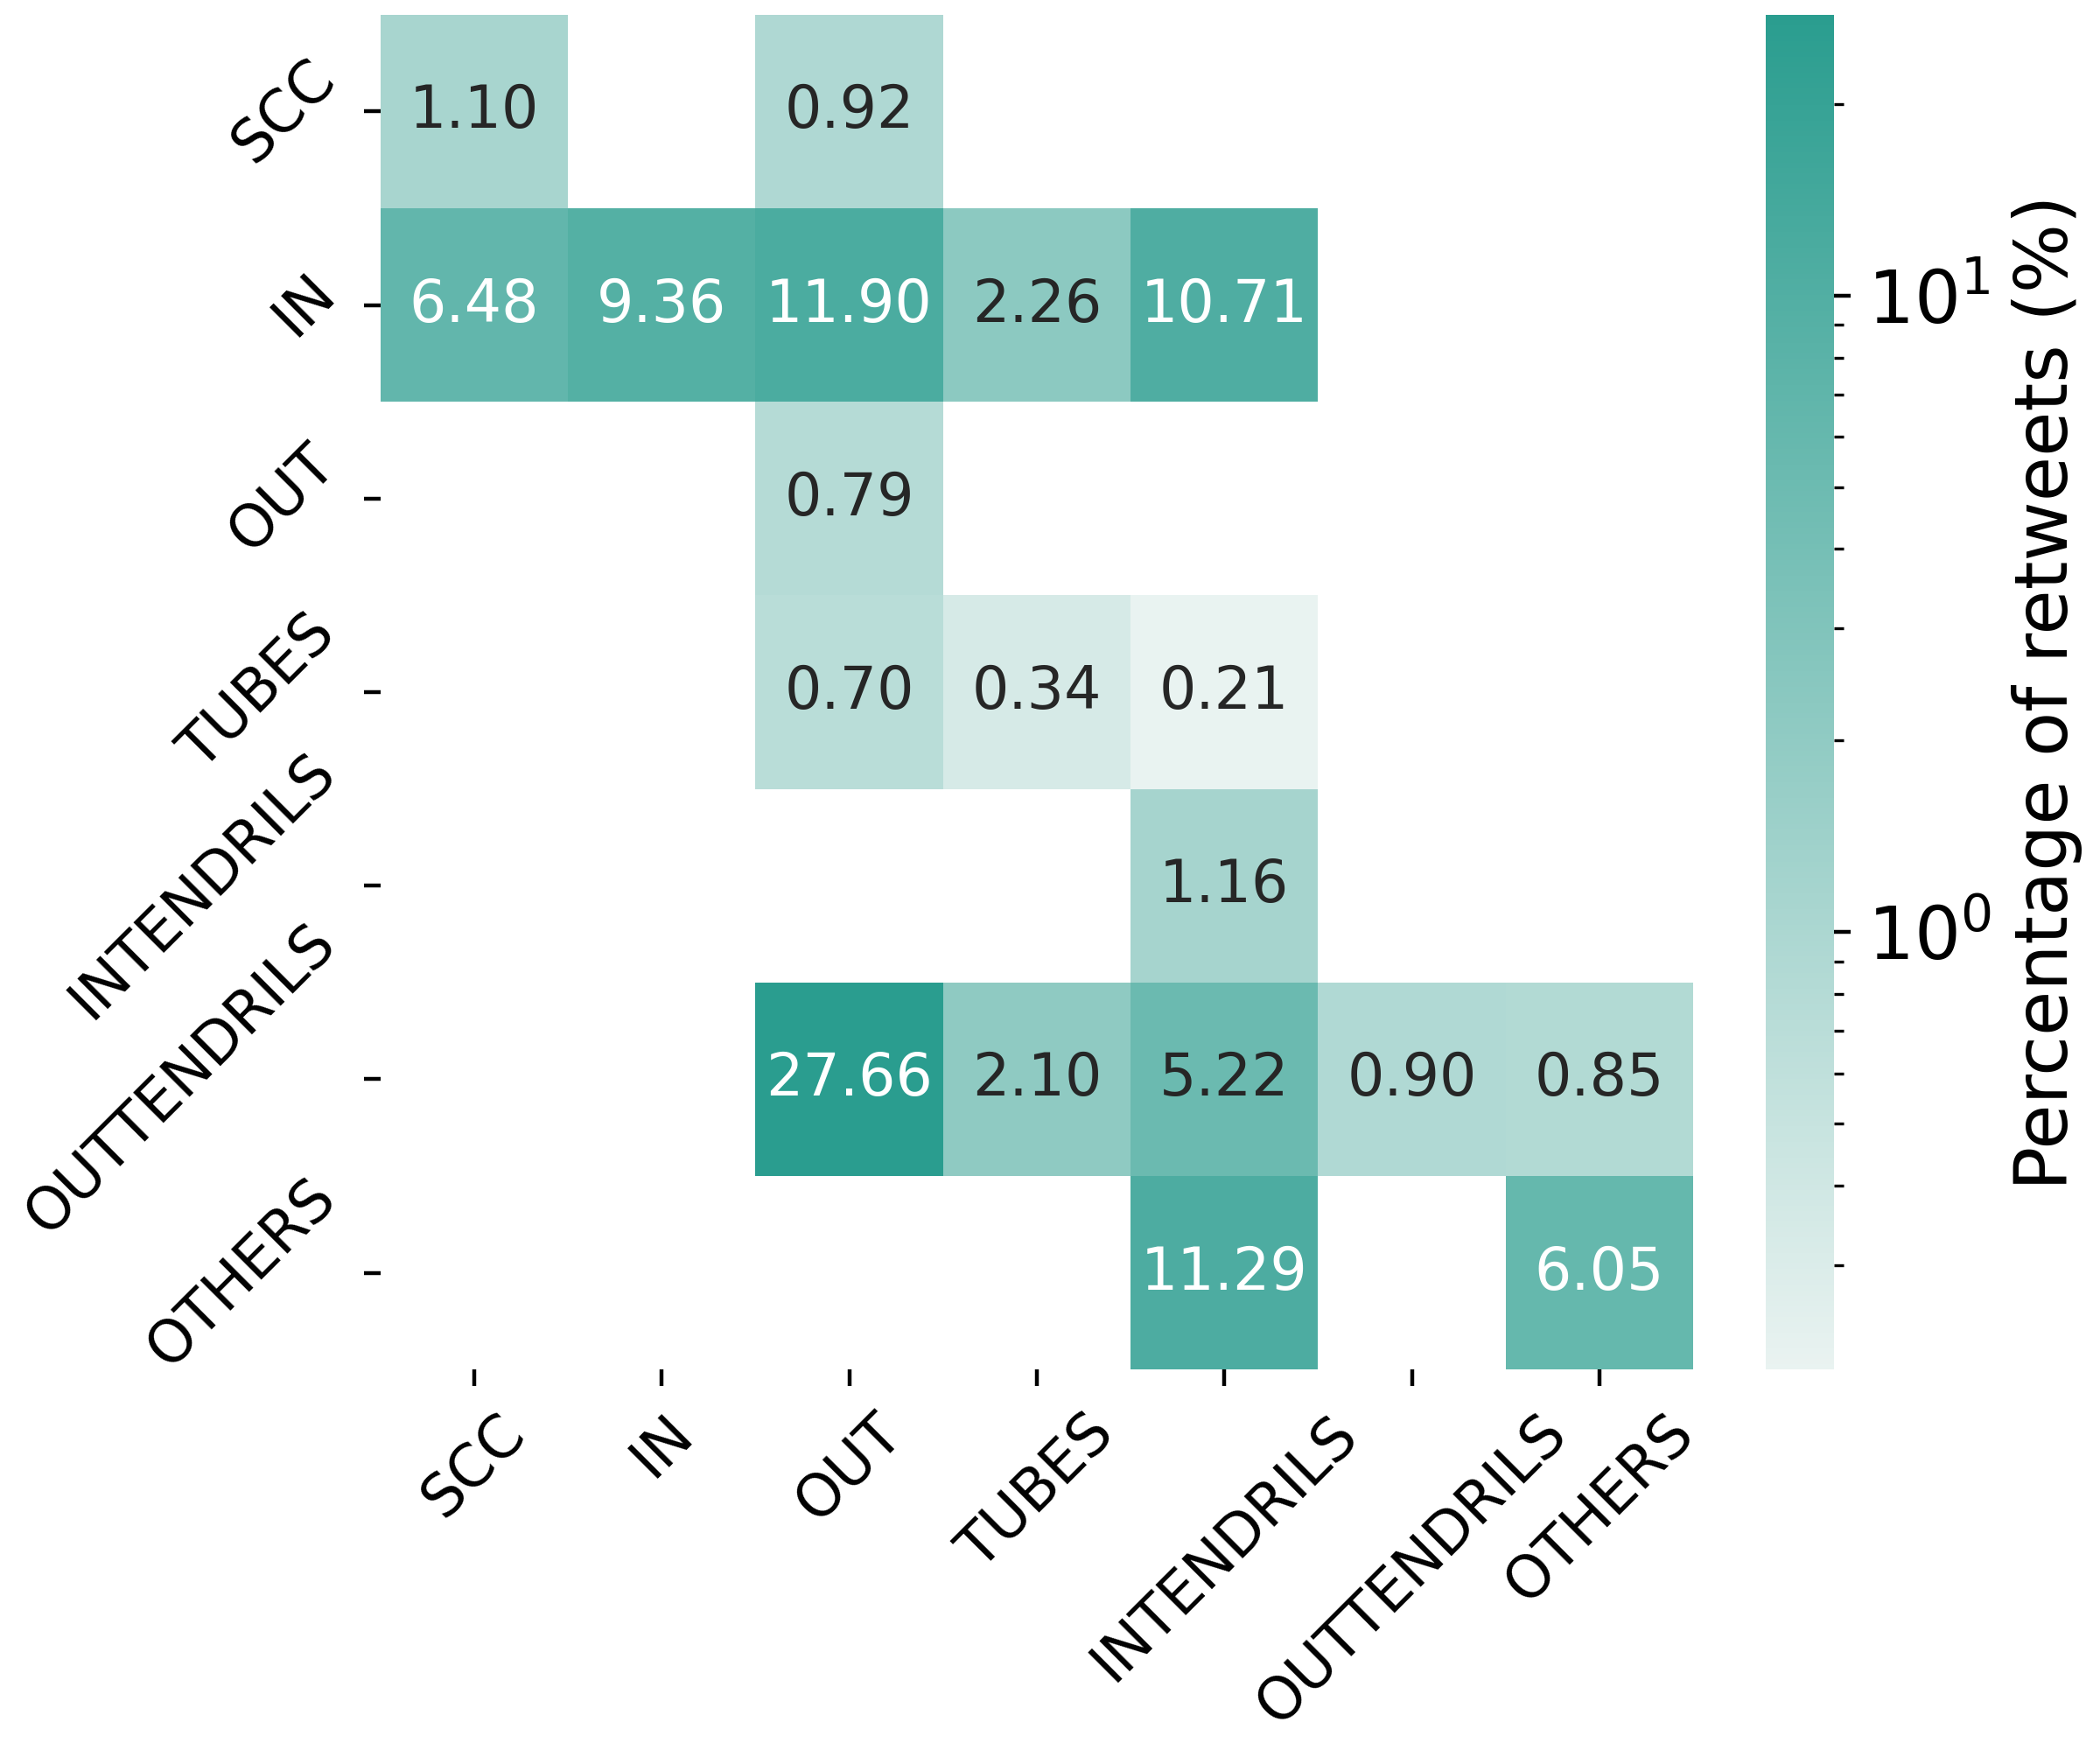 SCC 1.10 0.92
IN 6.48 9.36 11.90 2.26 10.71
OUT 0.79
TUBES 0.70 0.34 0.21
INTENDRILS 1.16
OUTTENDRILS 27.66 2.10 5.22 0.90 0.85
OTHERS 11.29 6.05
SCC IN OUT TUBES INTENDRILS OUTTENDRILS OTHERS
10¹
10⁰
Percentage of retweets (%)